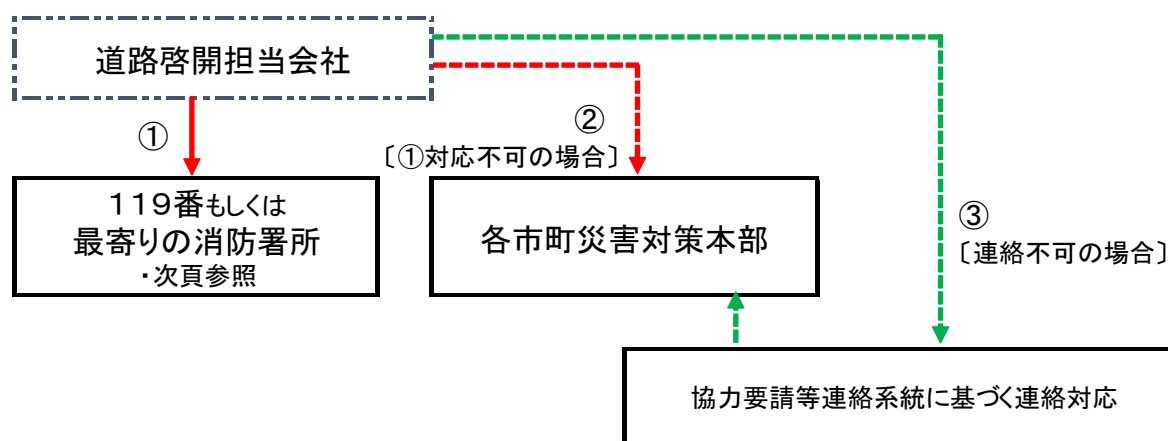 道路啓開担当会社
①
②
〔①対応不可の場合〕
119番もしくは
最寄りの消防署所
・次頁参照
各市町災害対策本部
③
〔連絡不可の場合〕
協力要請等連絡系統に基づく連絡対応